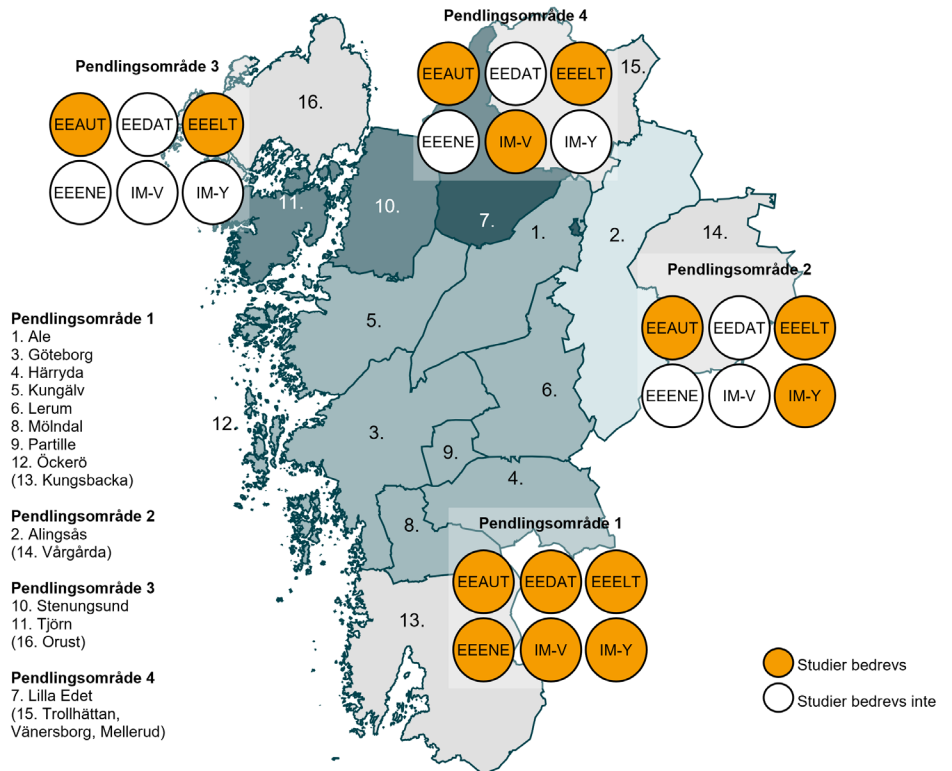 Pendlingsområde 4
EEAUT
EEDAT
EEELT
EEENE
IM-V
IM-Y
15.
Pendlingsområde 3
EEAUT
EEDAT
EEELT
EEENE
IM-V
IM-Y
16.
11.
10.
7.
1.
2.
14.
Pendlingsområde 2
EEAUT
EEDAT
EEELT
EEENE
IM-V
IM-Y
5.
6.
12.
3.
9.
4.
8.
13.
Pendlingsområde 1
EEAUT
EEDAT
EEELT
EEENE
IM-V
IM-Y
Pendlingsområde 1
1. Ale
3. Göteborg
4. Härryda
5. Kungälv
6. Lerum
8. Mölndal
9. Partille
12. Öckerö
(13. Kungsbacka)
Pendlingsområde 2
2. Alingsås
(14. Vårgårda)
Pendlingsområde 3
10. Stenungsund
11. Tjörn
(16. Orust)
Pendlingsområde 4
7. Lilla Edet
(15. Trollhättan,
Vänersborg, Mellerud)
Studier bedrevs
Studier bedrevs inte